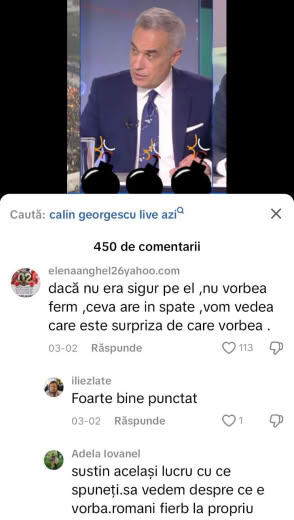 Caută: calin georgescu live azi
450 de comentarii
elenaanghel26yahoo.com
dacă nu era sigur pe el ,nu vorbea
ferm ,ceva are in spate ,vom vedea
care este surpriza de care vorbea .
03-02 Răspunde 113
iliezlate
Foarte bine punctat
03-02 Răspunde 1
Adela Iovanel
sustin același lucru cu ce
spuneți.sa vedem despre ce e
vorba.romani fierb la propriu